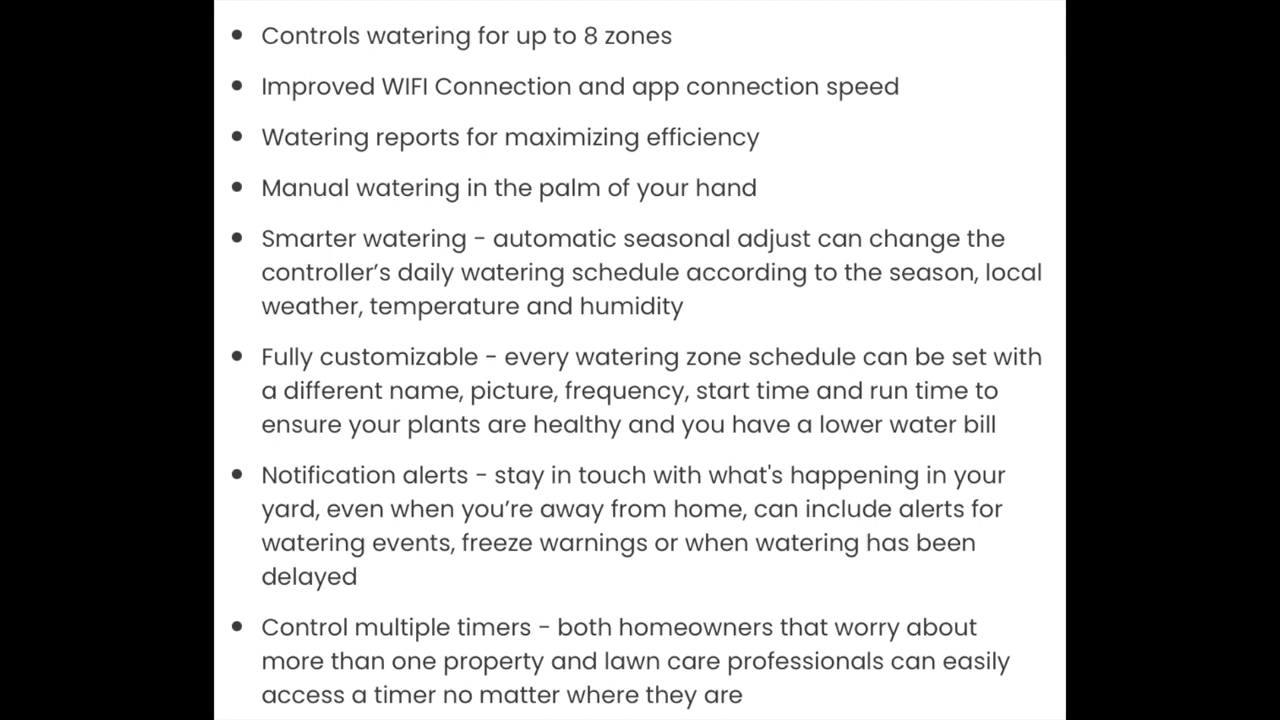 Controls watering for up to 8 zones
Improved WIFI Connection and app connection speed
Watering reports for maximizing efficiency
Manual watering in the palm of your hand
Smarter watering - automatic seasonal adjust can change the
controller’s daily watering schedule according to the season, local
weather, temperature and humidity
Fully customizable - every watering zone schedule can be set with
a different name, picture, frequency, start time and run time to
ensure your plants are healthy and you have a lower water bill
Notification alerts - stay in touch with what's happening in your
yard, even when you’re away from home, can include alerts for
watering events, freeze warnings or when watering has been
delayed
Control multiple timers - both homeowners that worry about
more than one property and lawn care professionals can easily
access a timer no matter where they are